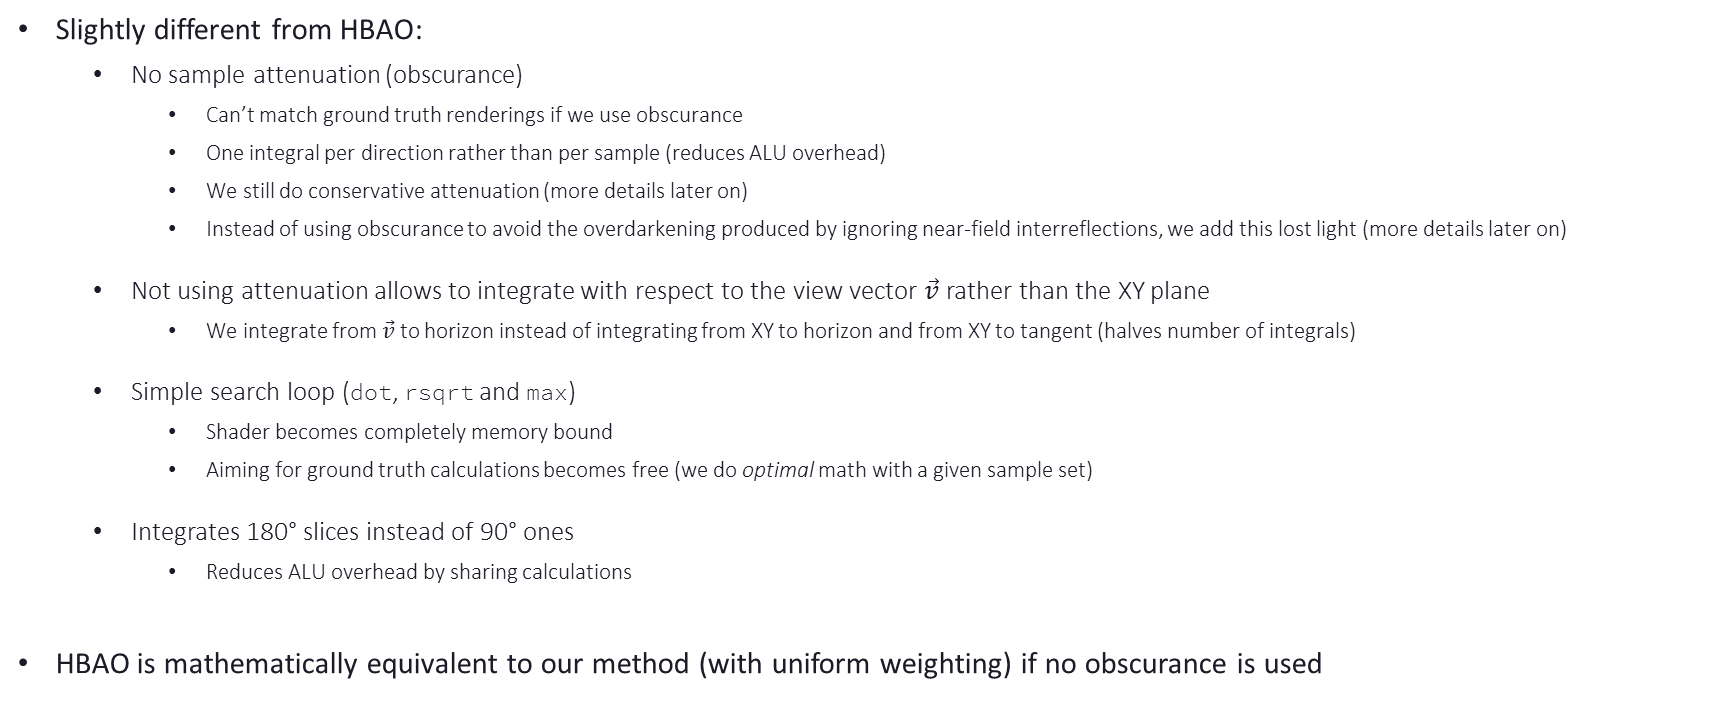 • Slightly different from HBAO:
• No sample attenuation (obscurance)
• Can’t match ground truth renderings if we use obscurance
• One integral per direction rather than per sample (reduces ALU overhead)
• We still do conservative attenuation (more details later on)
• Instead of using obscurance to avoid the overdarkening produced by ignoring near-field interreflections, we add this lost light (more details later on)
• Not using attenuation allows to integrate with respect to the view vector v⃗ rather than the XY plane
• We integrate from v⃗ to horizon instead of integrating from XY to horizon and from XY to tangent (halves number of integrals)
• Simple search loop (dot, rsqrt and max)
• Shader becomes completely memory bound
• Aiming for ground truth calculations becomes free (we do optimal math with a given sample set)
• Integrates 180° slices instead of 90° ones
• Reduces ALU overhead by sharing calculations
• HBAO is mathematically equivalent to our method (with uniform weighting) if no obscurance is used